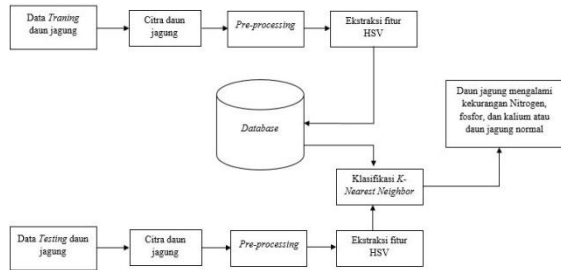 Data Traning
daun jagung
Citra daun
jagung
Pre-processing
Ekstraksi fitur
HSV
Database
Daun jagung mengalami
kekurangan Nitrogen,
fosfor, dan kalium atau
daun jagung normal
Klasifikasi K-
Nearest Neighbor
Data Testing daun
jagung
Citra daun
jagung
Pre-processing
Ekstraksi fitur
HSV